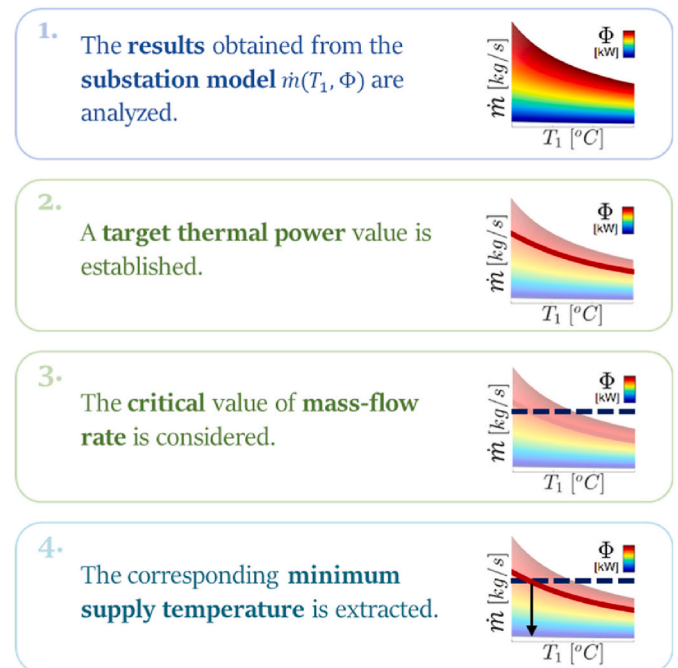 1.
The results obtained from the
substation model ṁ(T₁, Φ) are
analyzed.
Φ
[kW]
ṁ [kg/s]
T₁ [°C]
2.
A target thermal power value is
established.
Φ
[kW]
ṁ [kg/s]
T₁ [°C]
3.
The critical value of mass-flow
rate is considered.
Φ
[kW]
ṁ [kg/s]
T₁ [°C]
4.
The corresponding minimum
supply temperature is extracted.
Φ
[kW]
ṁ [kg/s]
T₁ [°C]